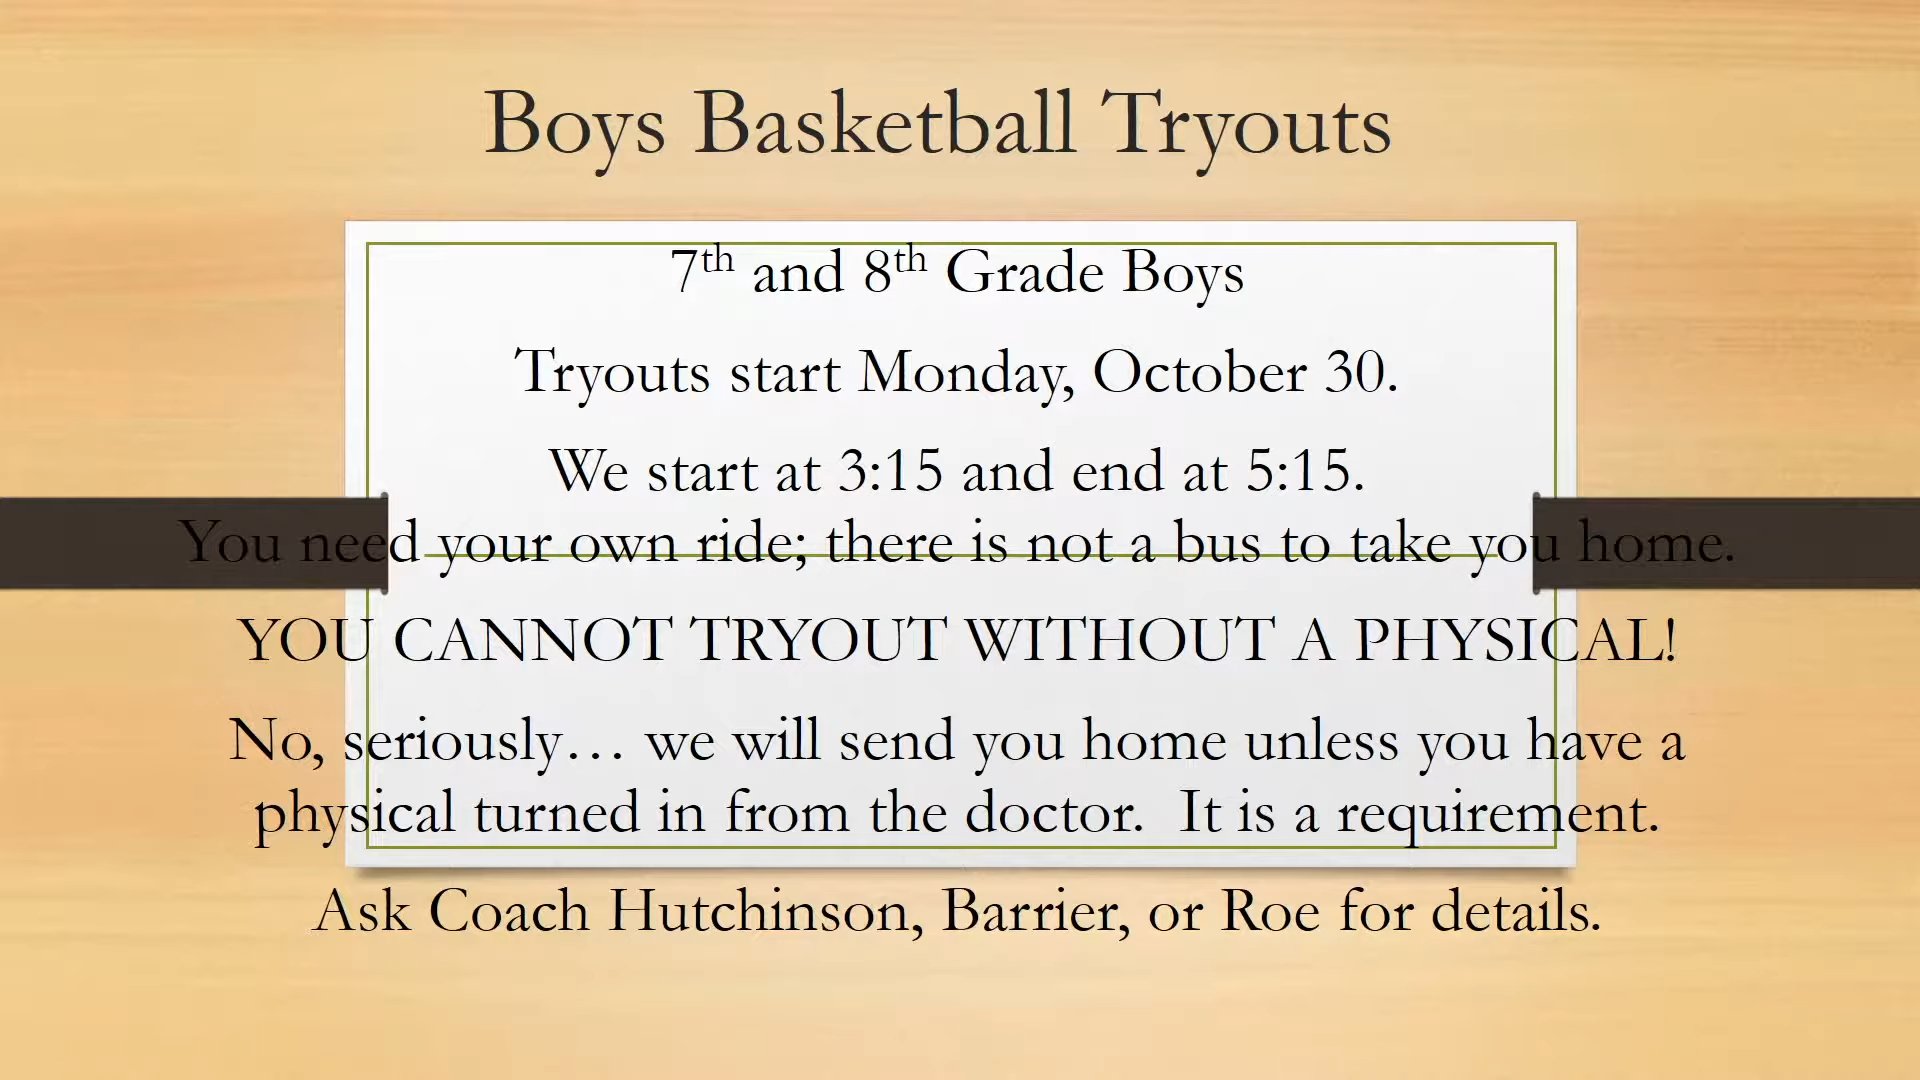 Boys Basketball Tryouts
7th and 8th Grade Boys
Tryouts start Monday, October 30.
We start at 3:15 and end at 5:15.
You need your own ride; there is not a bus to take you home.
YOU CANNOT TRYOUT WITHOUT A PHYSICAL!
No, seriously… we will send you home unless you have a
physical turned in from the doctor.  It is a requirement.
Ask Coach Hutchinson, Barrier, or Roe for details.